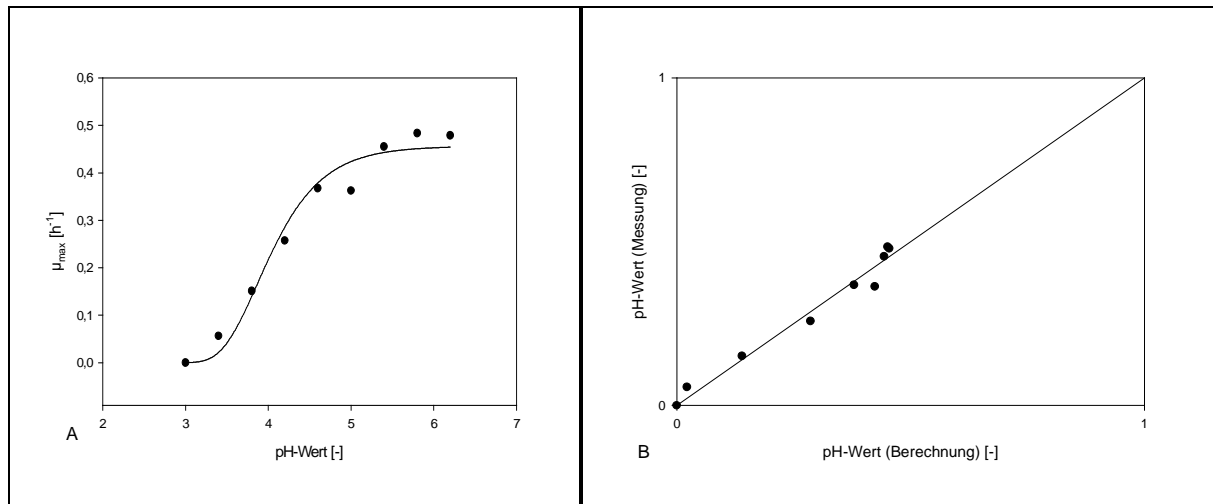 0,6
0,5
0,4
0,3
0,2
0,1
0,0
µmax [h-1]
2 3 4 5 6 7
A
pH-Wert [-]
1
pH-Wert (Messung) [-]
0
0 1
B
pH-Wert (Berechnung) [-]